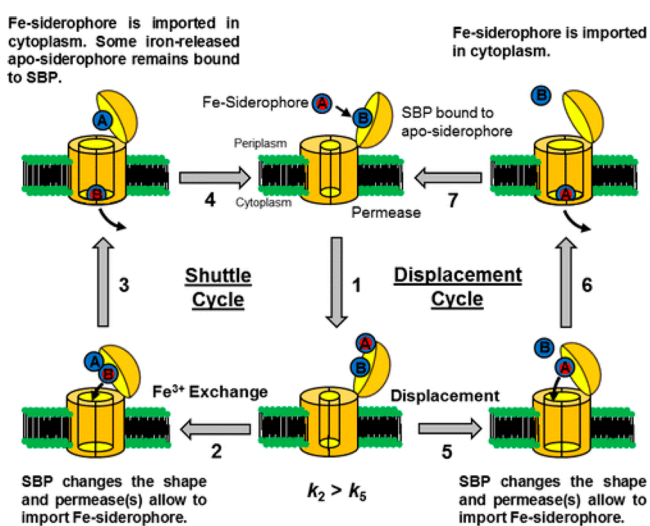 Fe-siderophore is imported in
cytoplasm. Some iron-released
apo-siderophore remains bound
to SBP.
Fe-siderophore is imported
in cytoplasm.
A
Fe-Siderophore A
B
SBP bound to
apo-siderophore
B
Periplasm
Cytoplasm
Permease
B
A
4
7
3
Shuttle
Cycle
1
Displacement
Cycle
6
A
B
A
B
B
A
Fe3+ Exchange
Displacement
2
5
SBP changes the shape
and permease(s) allow to
import Fe-siderophore.
k2 > k5
SBP changes the shape
and permease(s) allow to
import Fe-siderophore.